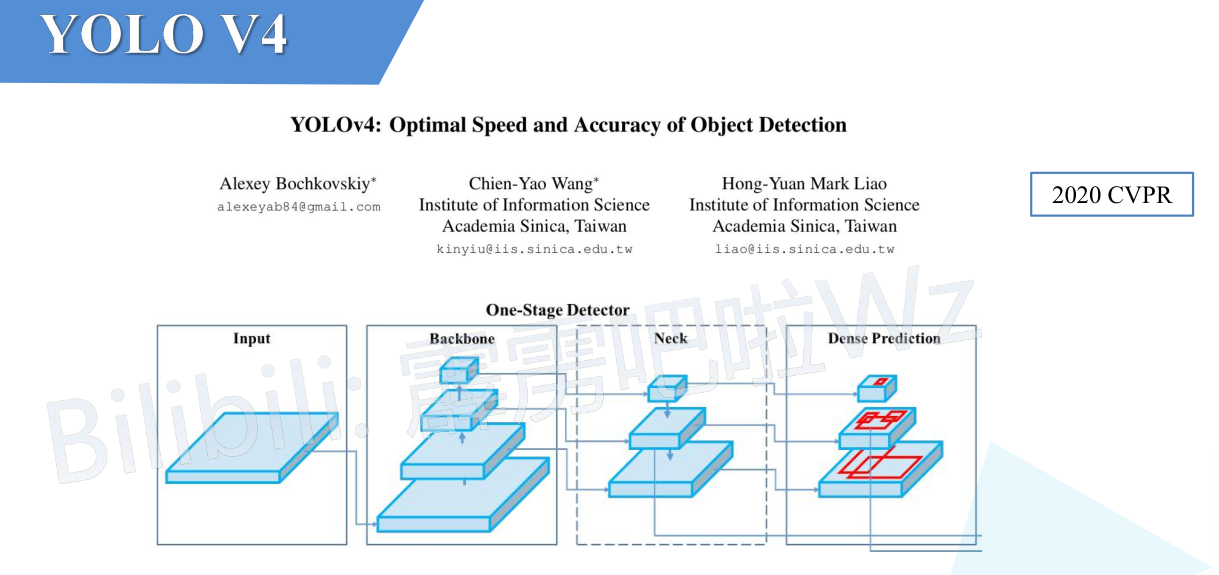 YOLO V4
YOLOv4: Optimal Speed and Accuracy of Object Detection
Alexey Bochkovskiy*
alexeyab84@gmail.com
Chien-Yao Wang*
Institute of Information Science
Academia Sinica, Taiwan
kinyiu@iis.sinica.edu.tw
Hong-Yuan Mark Liao
Institute of Information Science
Academia Sinica, Taiwan
liao@iis.sinica.edu.tw
2020 CVPR
One-Stage Detector
Input
Backbone
Neck
Dense Prediction
Bilibili: 霹雳吧啦Wz